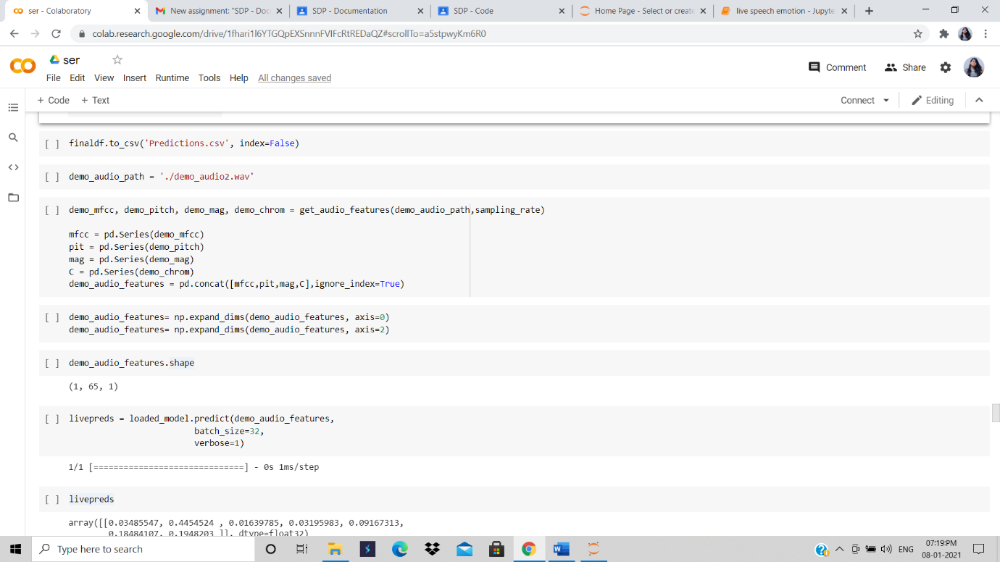 ser - Colaboratory
New assignment: "SDP - Doc
SDP - Documentation
SDP - Code
Home Page - Select or create
live speech emotion - Jupyte
colab.research.google.com/drive/1fhari1l6YTGQpEXSnnnFVIFcRtREDaQZ#scrollTo=a5stpwyKm6R0
ser
File Edit View Insert Runtime Tools Help All changes saved
Comment Share
+ Code + Text
Connect Editing
[ ] finaldf.to_csv('Predictions.csv', index=False)
[ ] demo_audio_path = './demo_audio2.wav'
[ ] demo_mfcc, demo_pitch, demo_mag, demo_chrom = get_audio_features(demo_audio_path,sampling_rate)
mfcc = pd.Series(demo_mfcc)
pit = pd.Series(demo_pitch)
mag = pd.Series(demo_mag)
C = pd.Series(demo_chrom)
demo_audio_features = pd.concat([mfcc,pit,mag,C],ignore_index=True)
[ ] demo_audio_features= np.expand_dims(demo_audio_features, axis=0)
demo_audio_features= np.expand_dims(demo_audio_features, axis=2)
[ ] demo_audio_features.shape
(1, 65, 1)
[ ] livepreds = loaded_model.predict(demo_audio_features,
batch_size=32,
verbose=1)
1/1 [==============================] - 0s 1ms/step
[ ] livepreds
array([[0.03485547, 0.4454524 , 0.01639785, 0.03195983, 0.09167313,
0.18484107, 0.1948203 ]], dtype=float32)
Type here to search
ENG
07:19:PM
08-01-2021